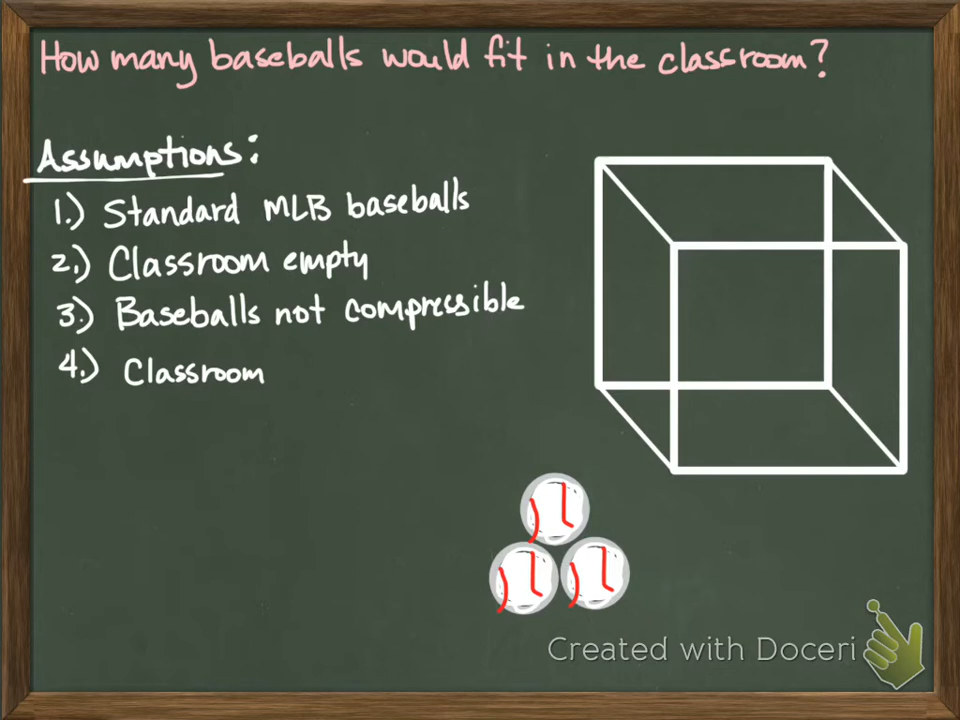 How many baseballs would fit in the classroom?
Assumptions:
1.) Standard MLB baseballs
2.) Classroom empty
3.) Baseballs not compressible
4.) Classroom
Created with Doceri